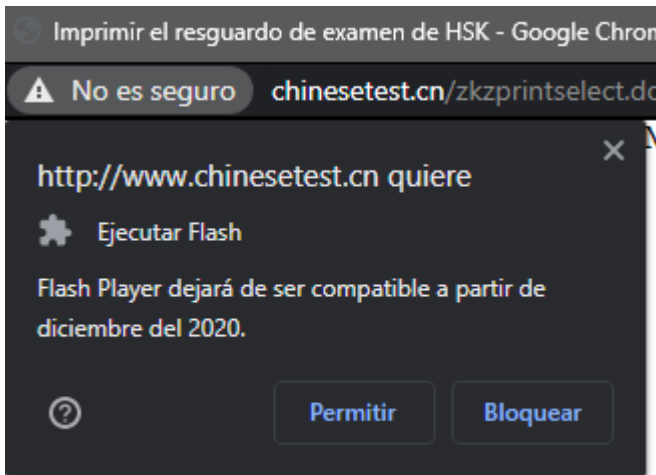 Imprimir el resguardo de examen de HSK - Google Chrom
No es seguro chinesetest.cn/zkzprintselect.do
http://www.chinesetest.cn quiere
Ejecutar Flash
Flash Player dejará de ser compatible a partir de
diciembre del 2020.
Permitir Bloquear